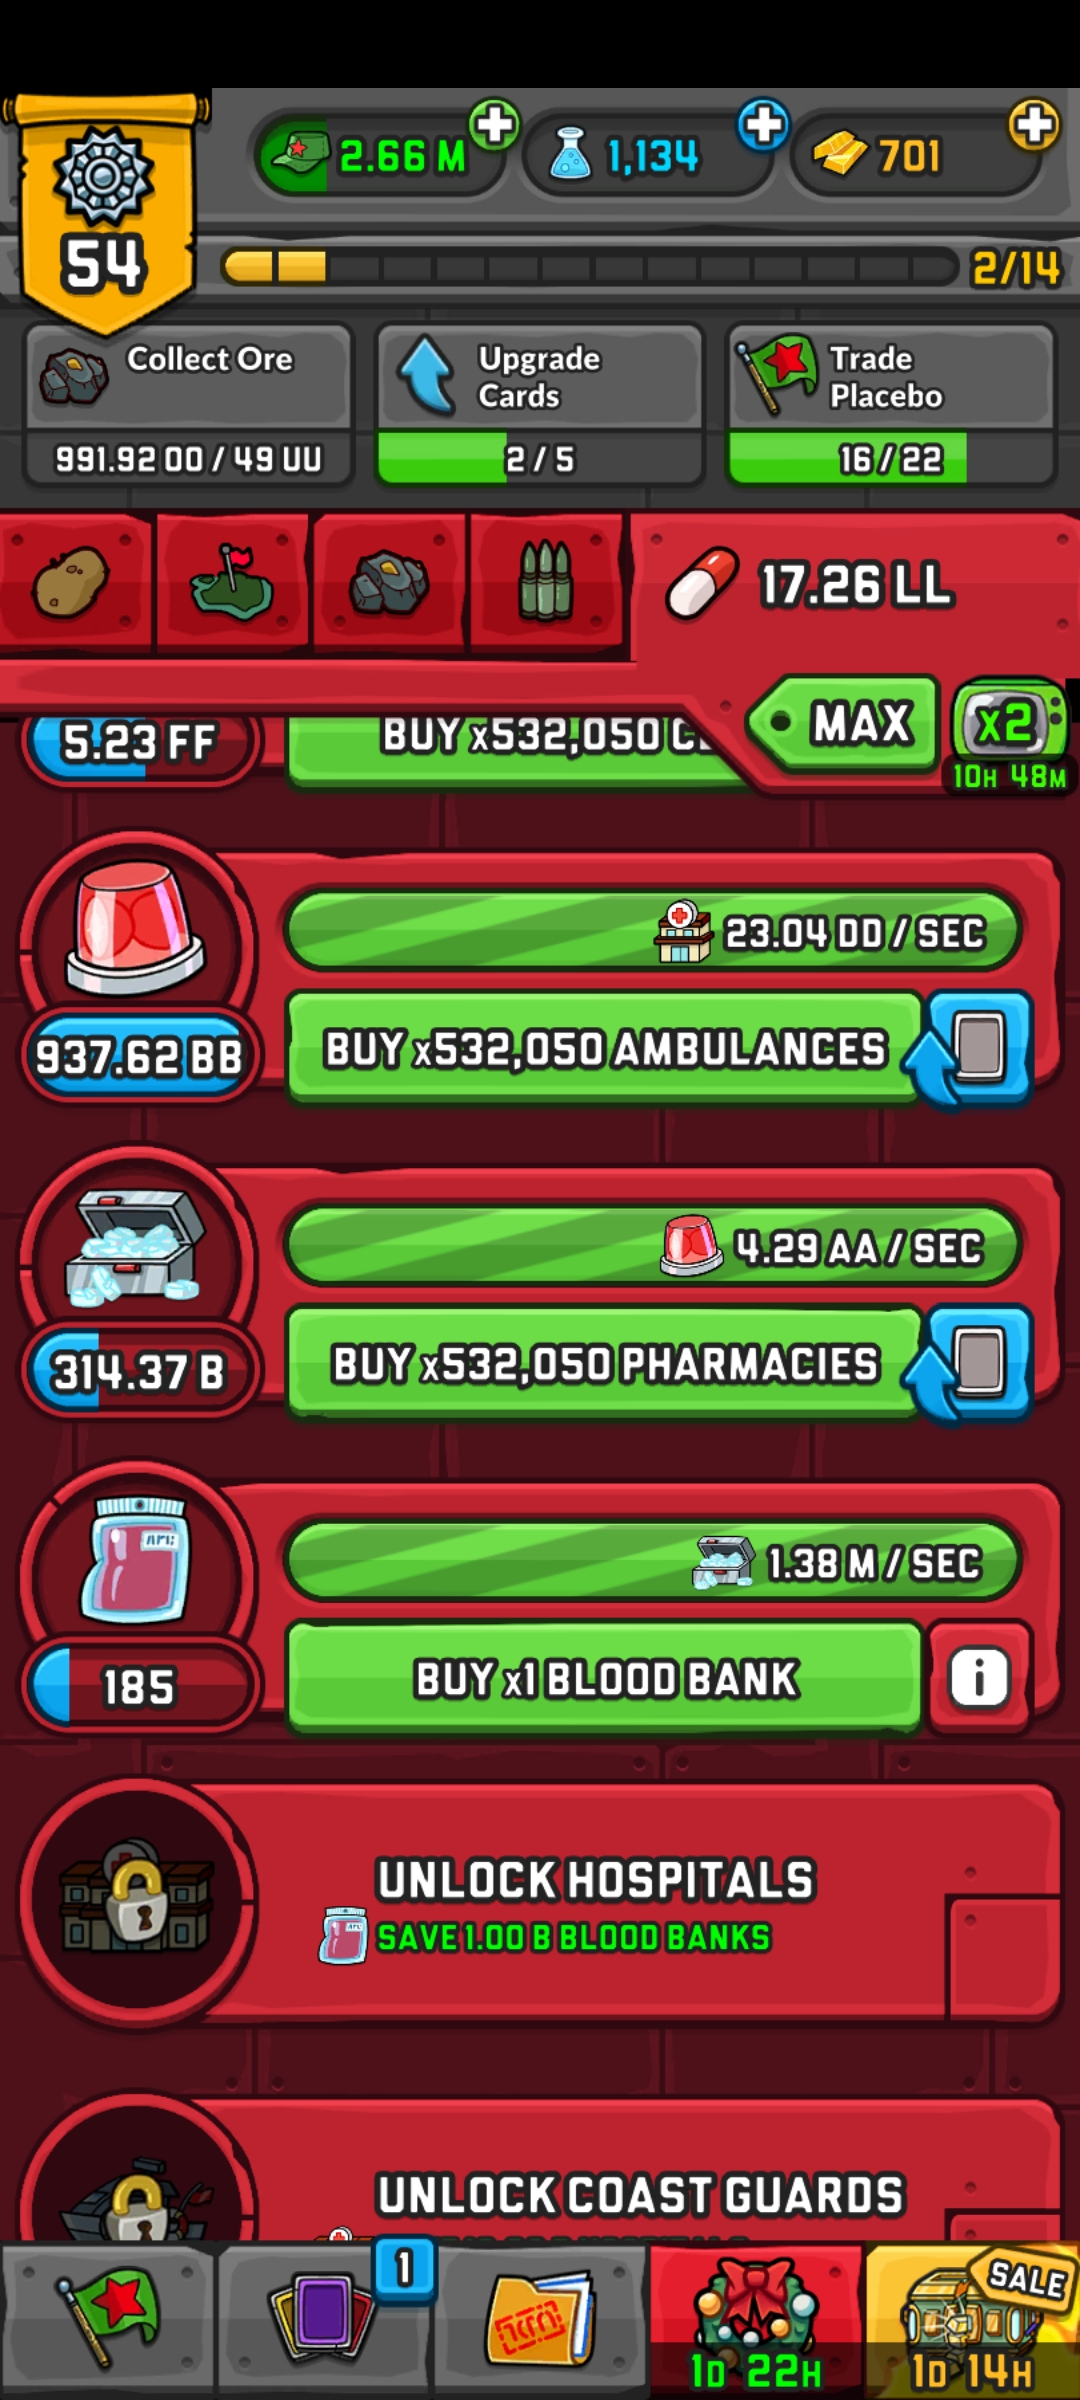 2.66 M
1,134
701
54
2/14
Collect Ore
991.92 OO / 49 UU
Upgrade
Cards
2 / 5
Trade
Placebo
16 / 22
17.26 LL
MAX
x2
10H 48M
5.23 FF
BUY x532,050
23.04 DD / SEC
937.62 BB
BUY x532,050 AMBULANCES
4.29 AA / SEC
314.37 B
BUY x532,050 PHARMACIES
1.38 M / SEC
185
BUY x1 BLOOD BANK
i
UNLOCK HOSPITALS
SAVE 1.00 B BLOOD BANKS
UNLOCK COAST GUARDS
1
SALE
1D 22H
1D 14H